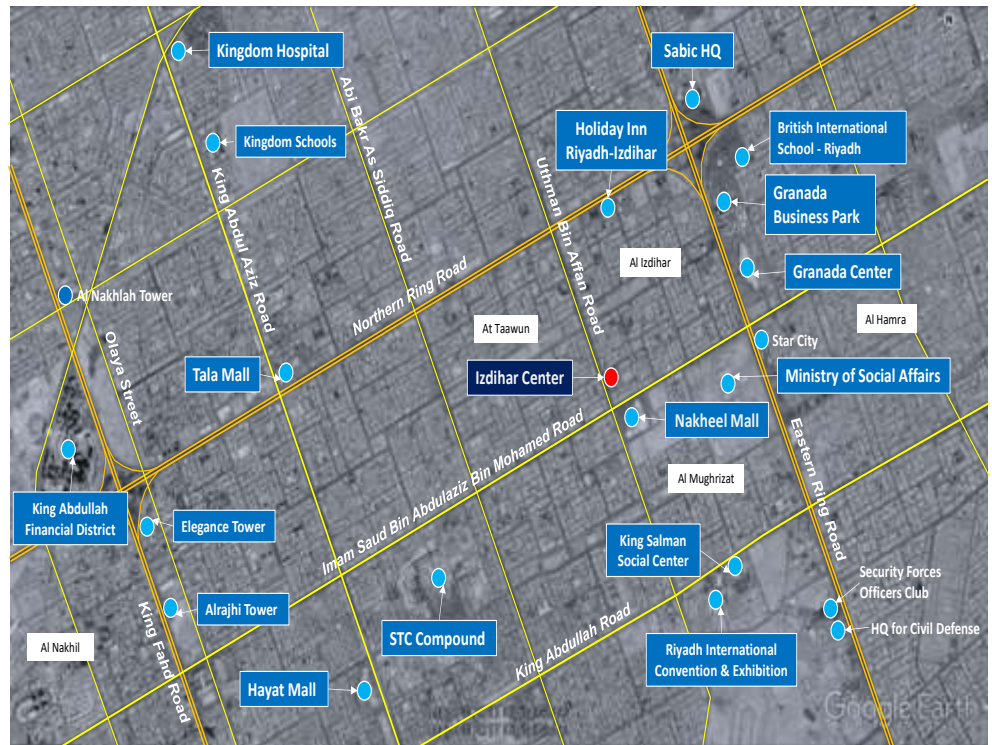 Kingdom Hospital
Sabic HQ
Abi Bakr As Siddiq Road
Kingdom Schools
Holiday Inn
Riyadh-Izdihar
British International
School - Riyadh
King Abdul Aziz Road
Uthman Bin Affan Road
Granada
Business Park
Al Izdihar
Granada Center
Northern Ring Road
Al Nakhlah Tower
At Taawun
Al Hamra
Star City
Olaya Street
Tala Mall
Izdihar Center
Ministry of Social Affairs
Nakheel Mall
Imam Saud Bin Abdulaziz Bin Mohamed Road
Eastern Ring Road
Al Mughrizat
King Abdullah
Financial District
Elegance Tower
King Salman
Social Center
Security Forces
Officers Club
Alrajhi Tower
STC Compound
HQ for Civil Defense
King Fahd Road
Al Nakhil
King Abdullah Road
Riyadh International
Convention & Exhibition
Hayat Mall
Google Earth